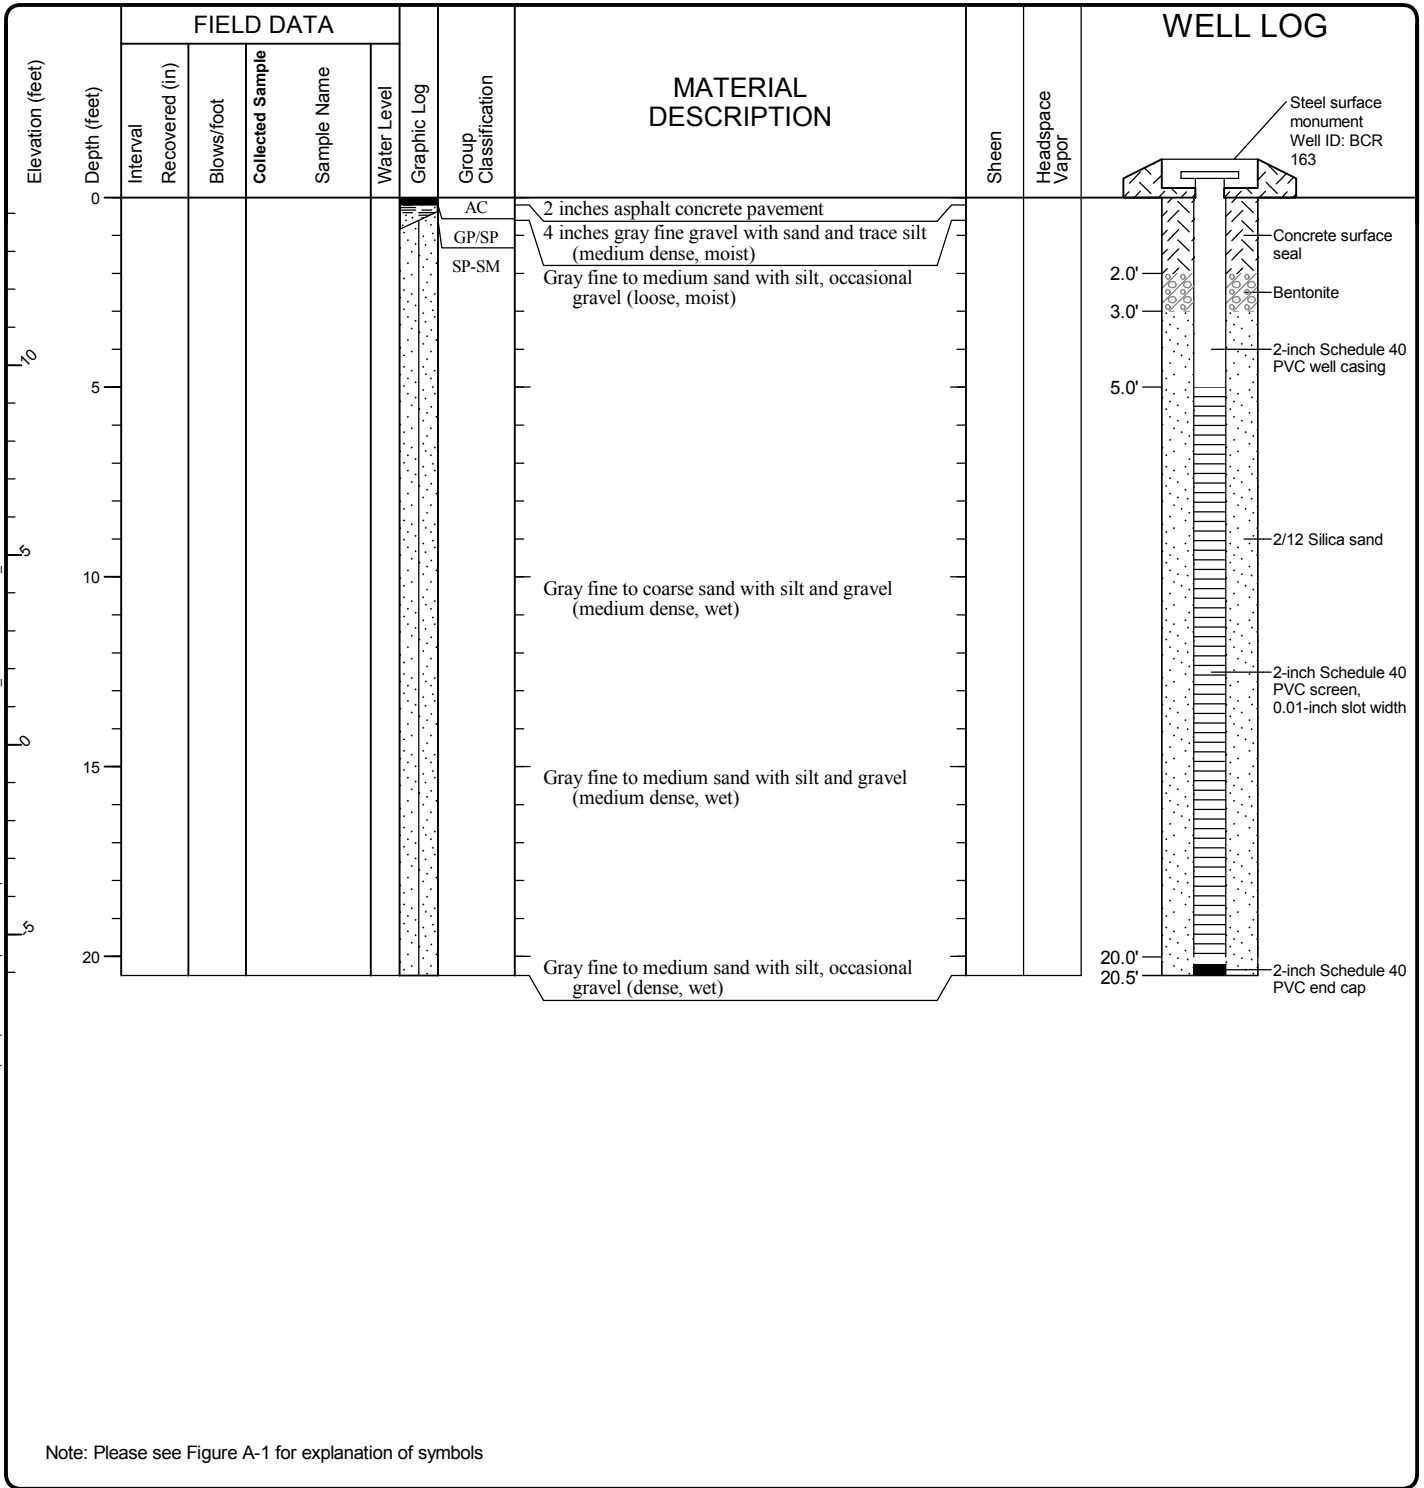 FIELD DATA
WELL LOG
Elevation (feet)
Depth (feet)
Interval
Recovered (in)
Blows/foot
Collected Sample
Sample Name
Water Level
Graphic Log
Group
Classification
MATERIAL
DESCRIPTION
Sheen
Headspace
Vapor
Steel surface
monument
Well ID: BCR
163
0
AC
2 inches asphalt concrete pavement
GP/SP
4 inches gray fine gravel with sand and trace silt
(medium dense, moist)
SP-SM
Gray fine to medium sand with silt, occasional
gravel (loose, moist)
Concrete surface
seal
2.0'
Bentonite
3.0'
10
2-inch Schedule 40
PVC well casing
5
5.0'
5
2/12 Silica sand
10
Gray fine to coarse sand with silt and gravel
(medium dense, wet)
2-inch Schedule 40
PVC screen,
0.01-inch slot width
0
15
Gray fine to medium sand with silt and gravel
(medium dense, wet)
-5
20
Gray fine to medium sand with silt, occasional
gravel (dense, wet)
20.0'
20.5'
2-inch Schedule 40
PVC end cap
Note: Please see Figure A-1 for explanation of symbols